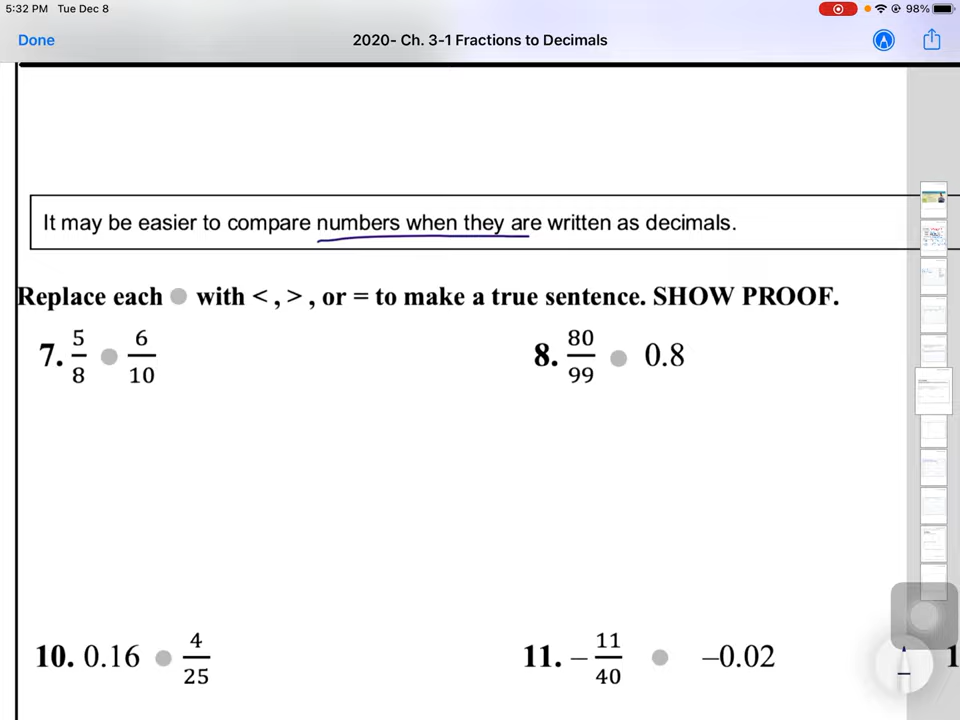 5:32 PM Tue Dec 8 98%
Done 2020- Ch. 3-1 Fractions to Decimals
It may be easier to compare numbers when they are written as decimals.
Replace each ● with < , > , or = to make a true sentence. SHOW PROOF.
7. 5/8 ● 6/10 8. 80/99 ● 0.8
10. 0.16 ● 4/25 11. – 11/40 ● –0.02 1